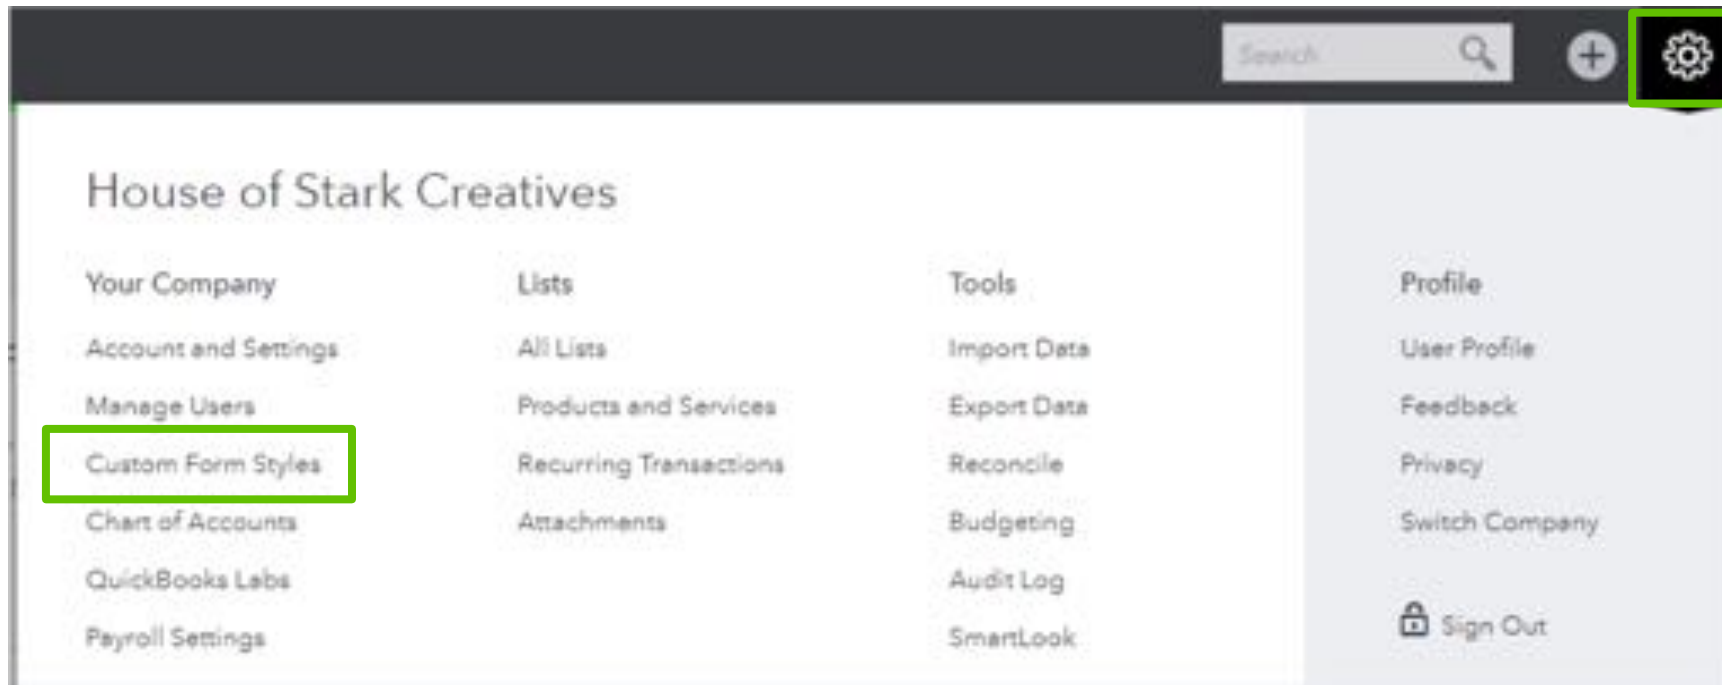 Search
House of Stark Creatives
Your Company
Account and Settings
Manage Users
Custom Form Styles
Chart of Accounts
QuickBooks Labs
Payroll Settings
Lists
All Lists
Products and Services
Recurring Transactions
Attachments
Tools
Import Data
Export Data
Reconcile
Budgeting
Audit Log
SmartLook
Profile
User Profile
Feedback
Privacy
Switch Company
Sign Out